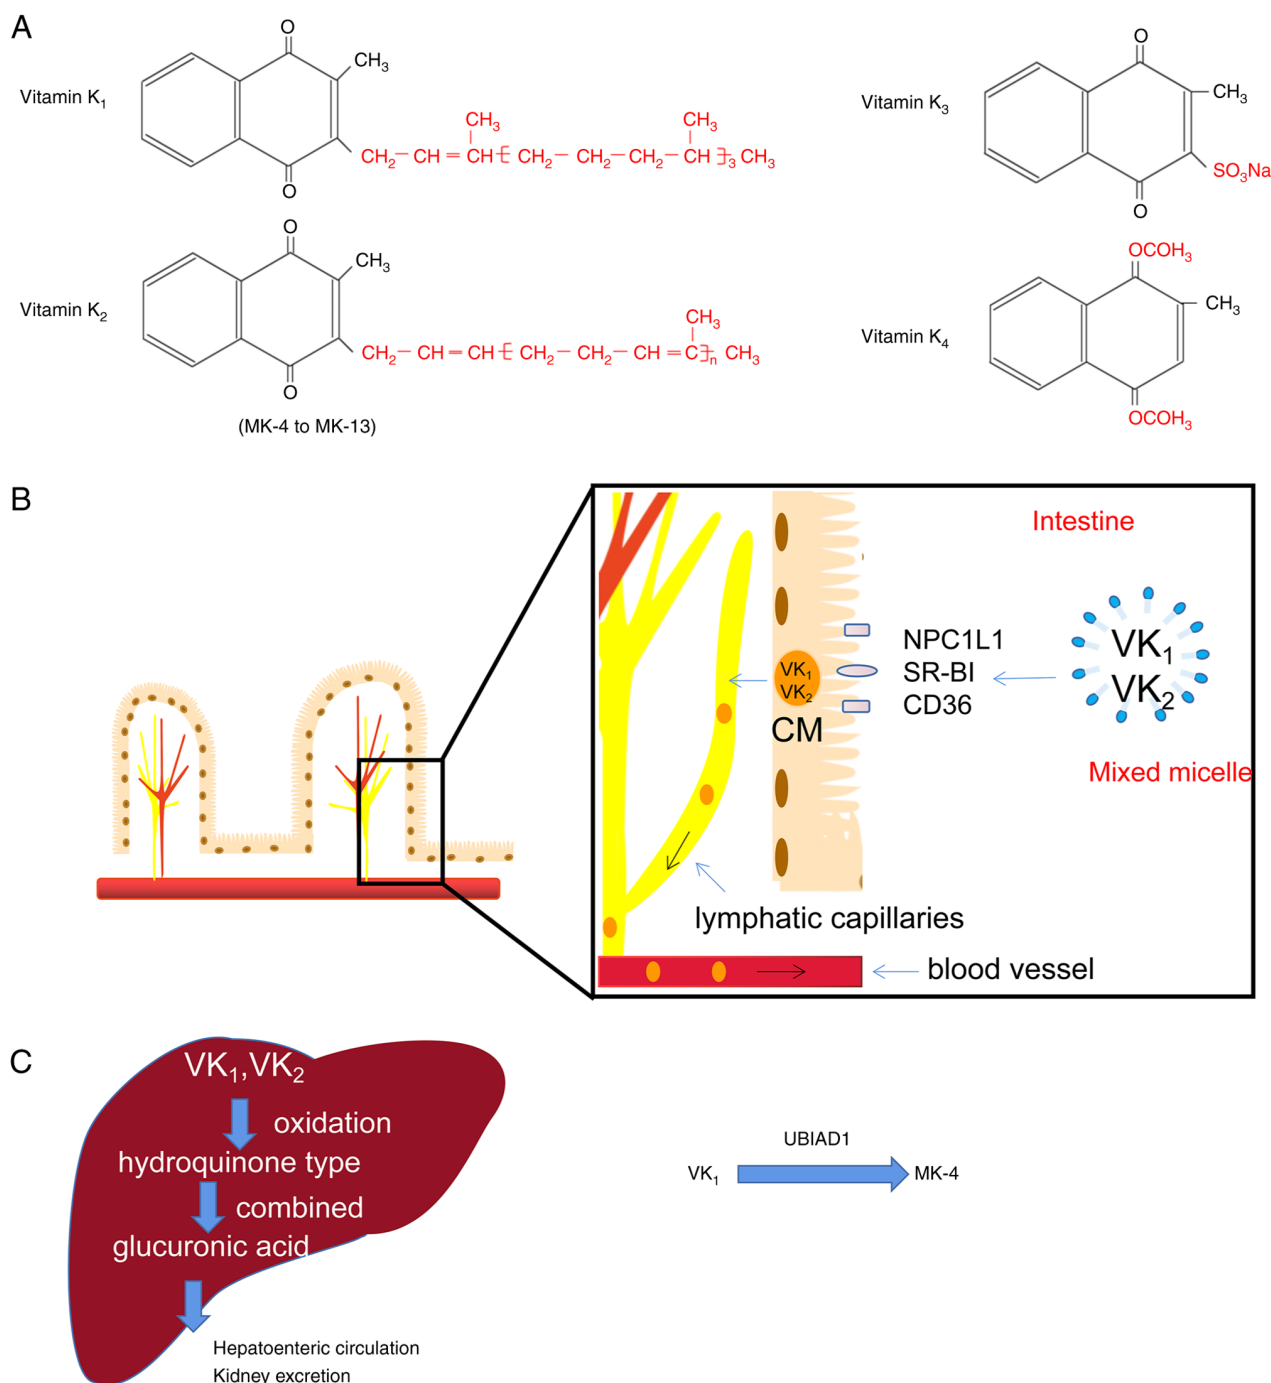 A
Vitamin K1
O
CH3
O
CH3
CH3
CH2 – CH = CH [ CH2 – CH2 – CH2 – CH ]3 CH3
Vitamin K3
O
CH3
SO3Na
O
Vitamin K2
O
CH3
O
CH3
CH2 – CH = CH [ CH2 – CH2 – CH = C ]n CH3
(MK-4 to MK-13)
Vitamin K4
OCOH3
CH3
OCOH3
B
Intestine
NPC1L1
SR-BI
CD36
VK1
VK2
Mixed micelle
VK1
VK2
CM
lymphatic capillaries
blood vessel
C
VK1,VK2
oxidation
hydroquinone type
combined
glucuronic acid
Hepatoenteric circulation
Kidney excretion
UBIAD1
VK1
MK-4